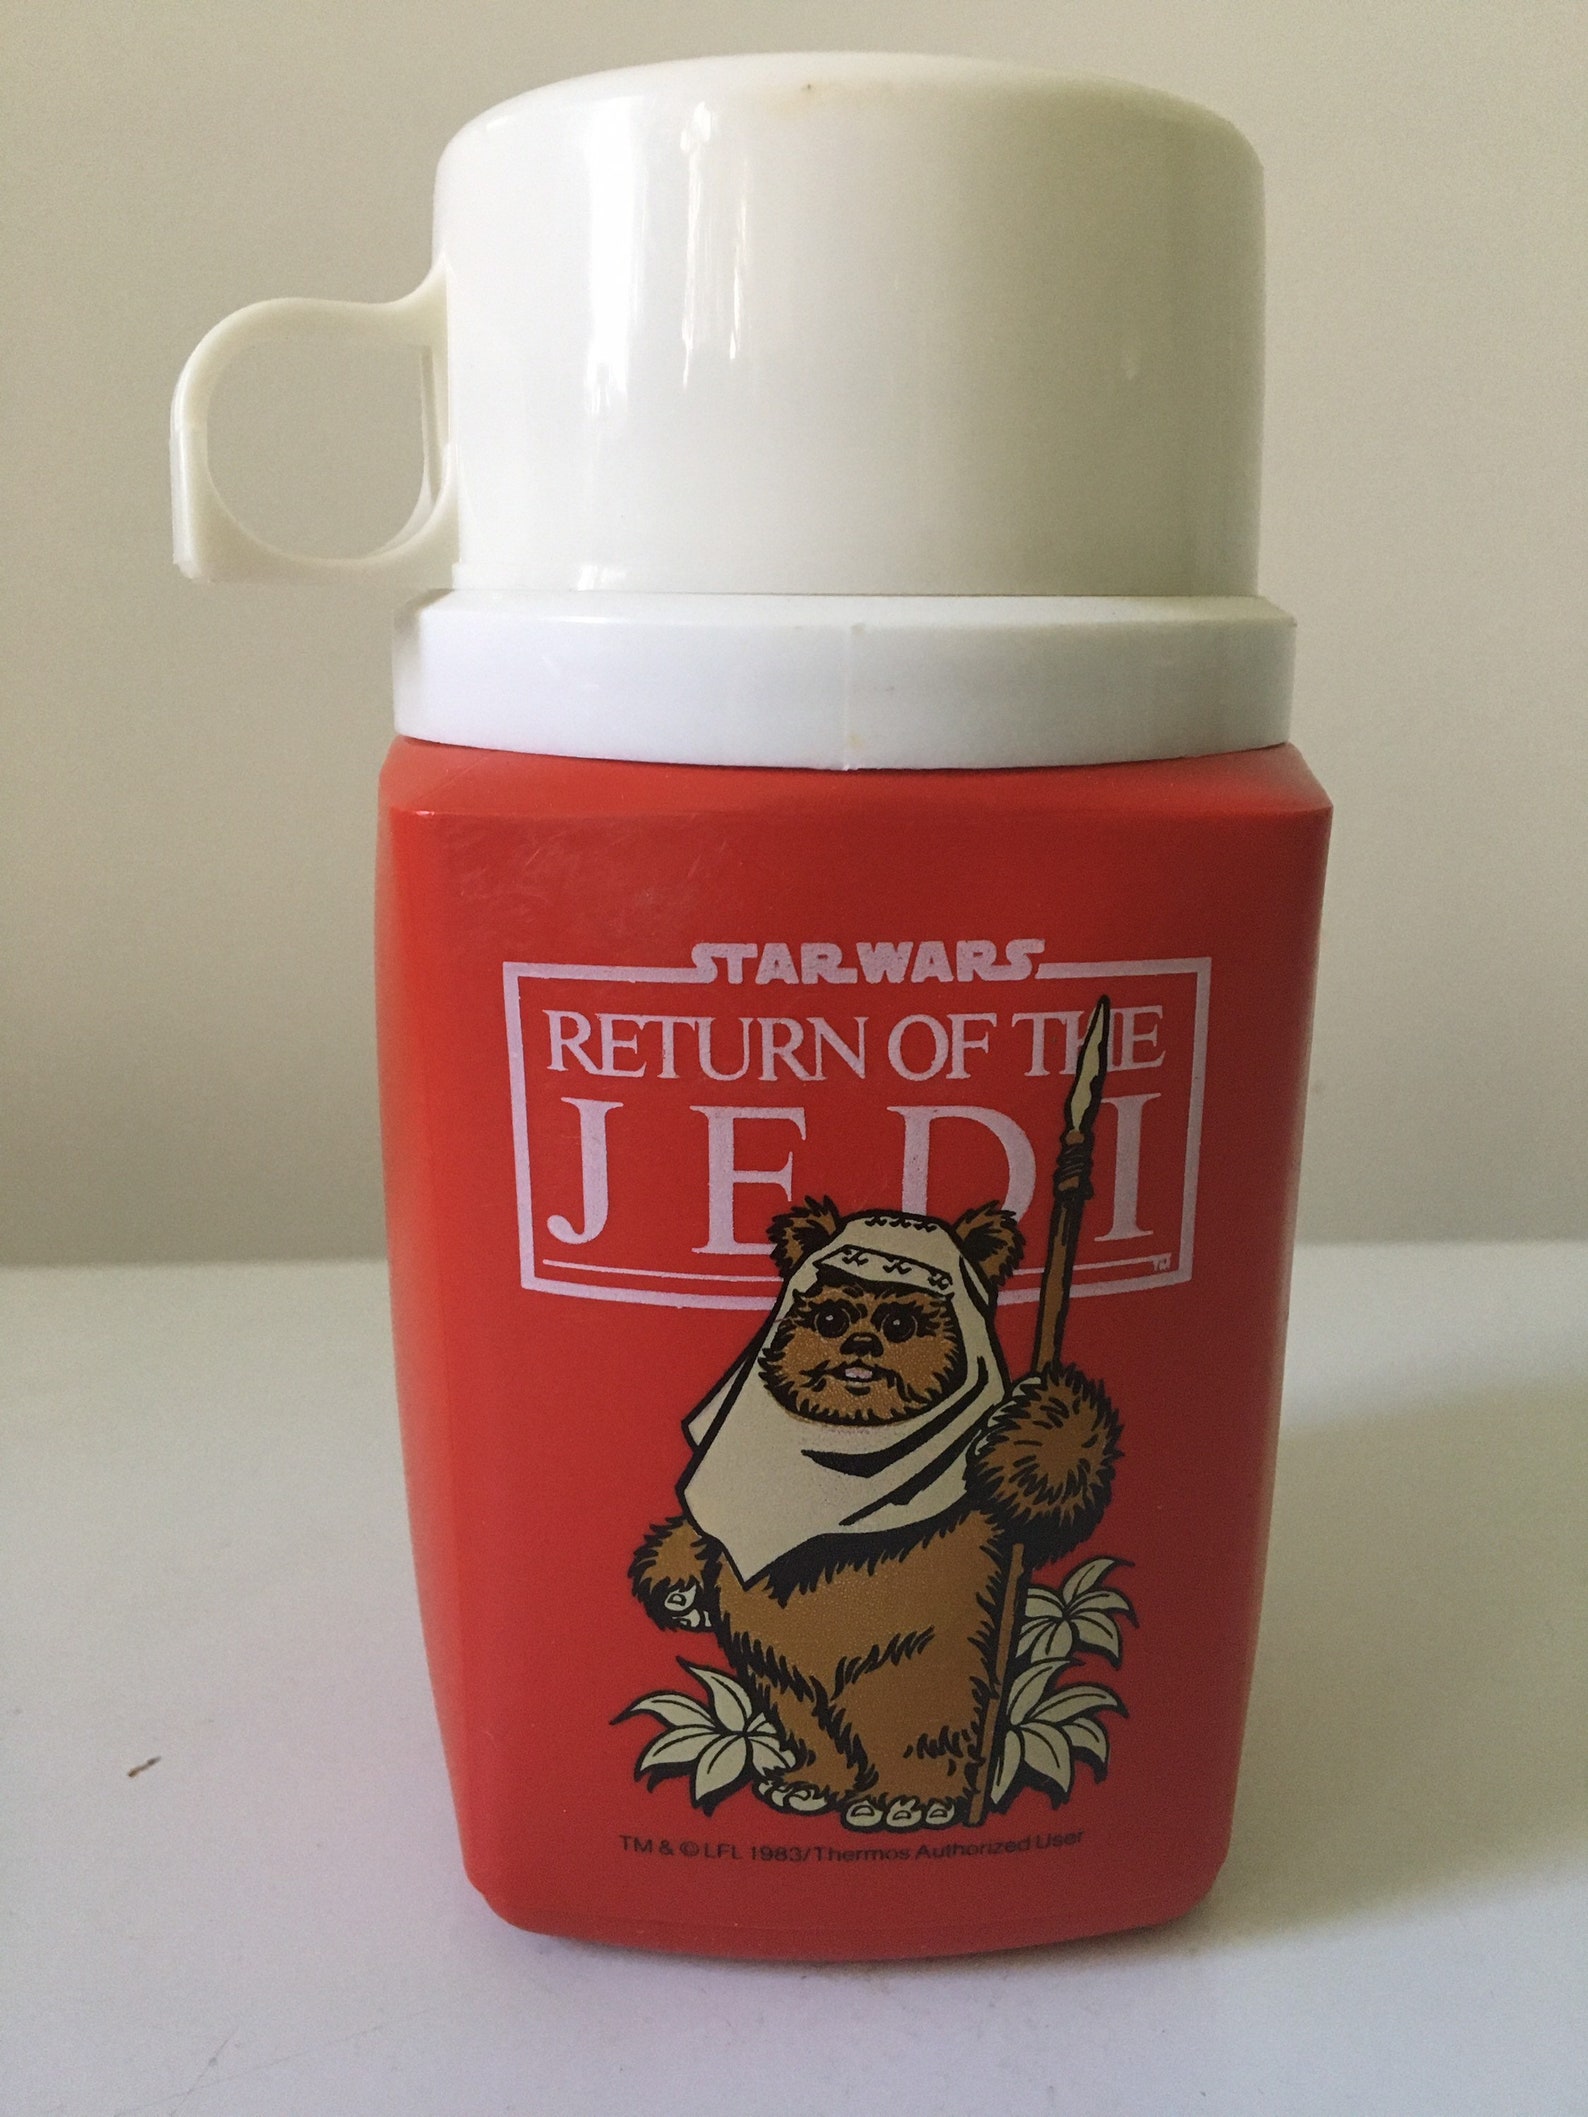 STAR WARS
RETURN OF THE
JEDI
TM
TM & © LFL 1983/Thermos Authorized User